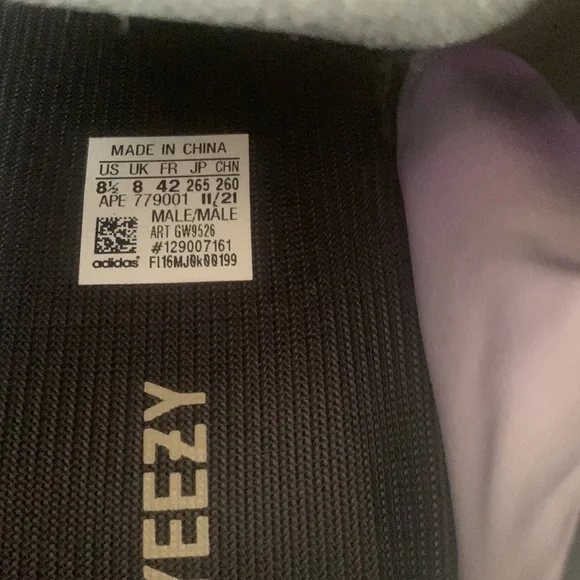 MADE IN CHINA
US UK FR JP CHN
8½ 8 42 265 260
APE 779001 11/21
MALE/MÂLE
ART GW9526
#129007161
adidas FI16MJ0k00199
YEEZY